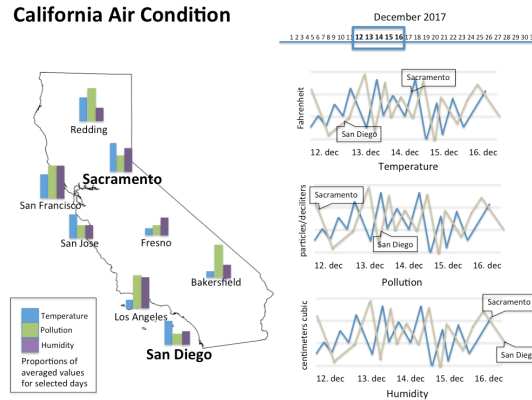 California Air Condition
December 2017
1 2 3 4 5 6 7 8 9 10 11 12 13 14 15 16 17 18 19 20 21 22 23 24 25 26 27 28 29 30
Redding
Sacramento
San Francisco
San Jose
Fresno
Bakersfield
Los Angeles
San Diego
Temperature
Pollution
Humidity
Proportions of
averaged values
for selected days
Fahrenheit
Sacramento
San Diego
12. dec 13. dec 14. dec 15. dec 16. dec
Temperature
particles/deciliters
Sacramento
San Diego
12. dec 13. dec 14. dec 15. dec 16. dec
Pollution
centimeters cubic
Sacramento
San Dieg
12. dec 13. dec 14. dec 15. dec 16. dec
Humidity